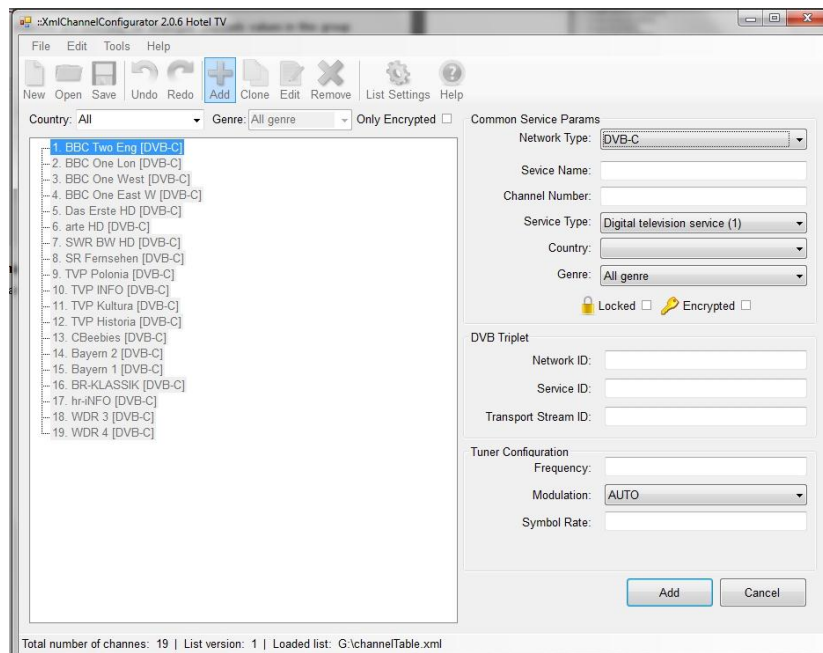 ::XmlChannelConfigurator 2.0.6 Hotel TV
File Edit Tools Help
New Open Save Undo Redo Add Clone Edit Remove List Settings Help
Country: All Genre: All genre Only Encrypted
1. BBC Two Eng [DVB-C]
2. BBC One Lon [DVB-C]
3. BBC One West [DVB-C]
4. BBC One East W [DVB-C]
5. Das Erste HD [DVB-C]
6. arte HD [DVB-C]
7. SWR BW HD [DVB-C]
8. SR Fernsehen [DVB-C]
9. TVP Polonia [DVB-C]
10. TVP INFO [DVB-C]
11. TVP Kultura [DVB-C]
12. TVP Historia [DVB-C]
13. CBeebies [DVB-C]
14. Bayern 2 [DVB-C]
15. Bayern 1 [DVB-C]
16. BR-KLASSIK [DVB-C]
17. hr-iNFO [DVB-C]
18. WDR 3 [DVB-C]
19. WDR 4 [DVB-C]
Common Service Params
Network Type: DVB-C
Sevice Name:
Channel Number:
Service Type: Digital television service (1)
Country:
Genre: All genre
Locked Encrypted
DVB Triplet
Network ID:
Service ID:
Transport Stream ID:
Tuner Configuration
Frequency:
Modulation: AUTO
Symbol Rate:
Add Cancel
Total number of channes: 19 | List version: 1 | Loaded list: G:\channelTable.xml